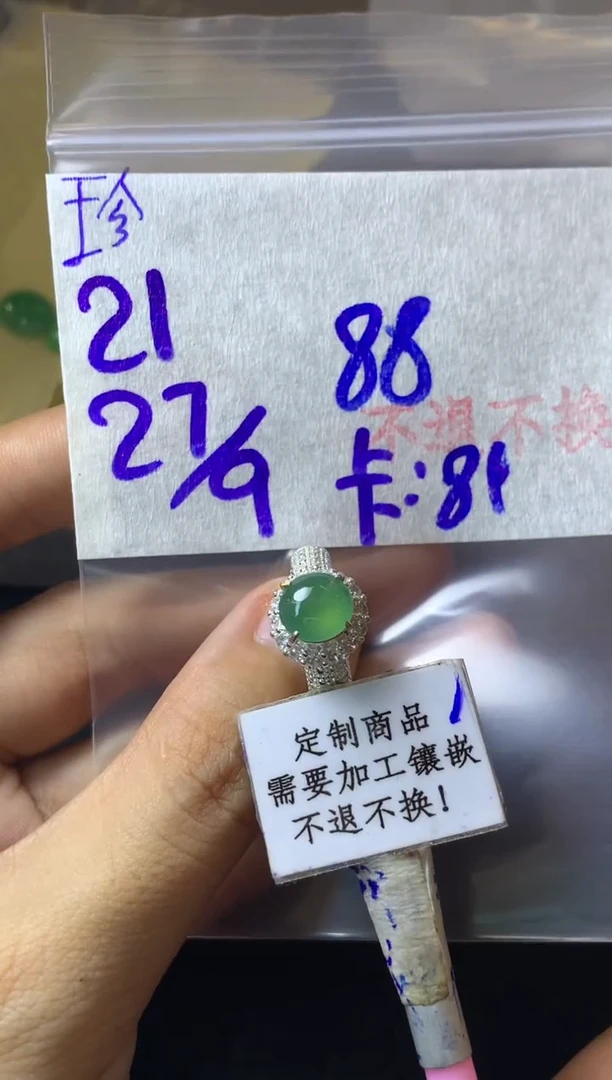 珍
21
88
27/9
不退不换
卡:81
定制商品
需要加工镶嵌
不退不换!